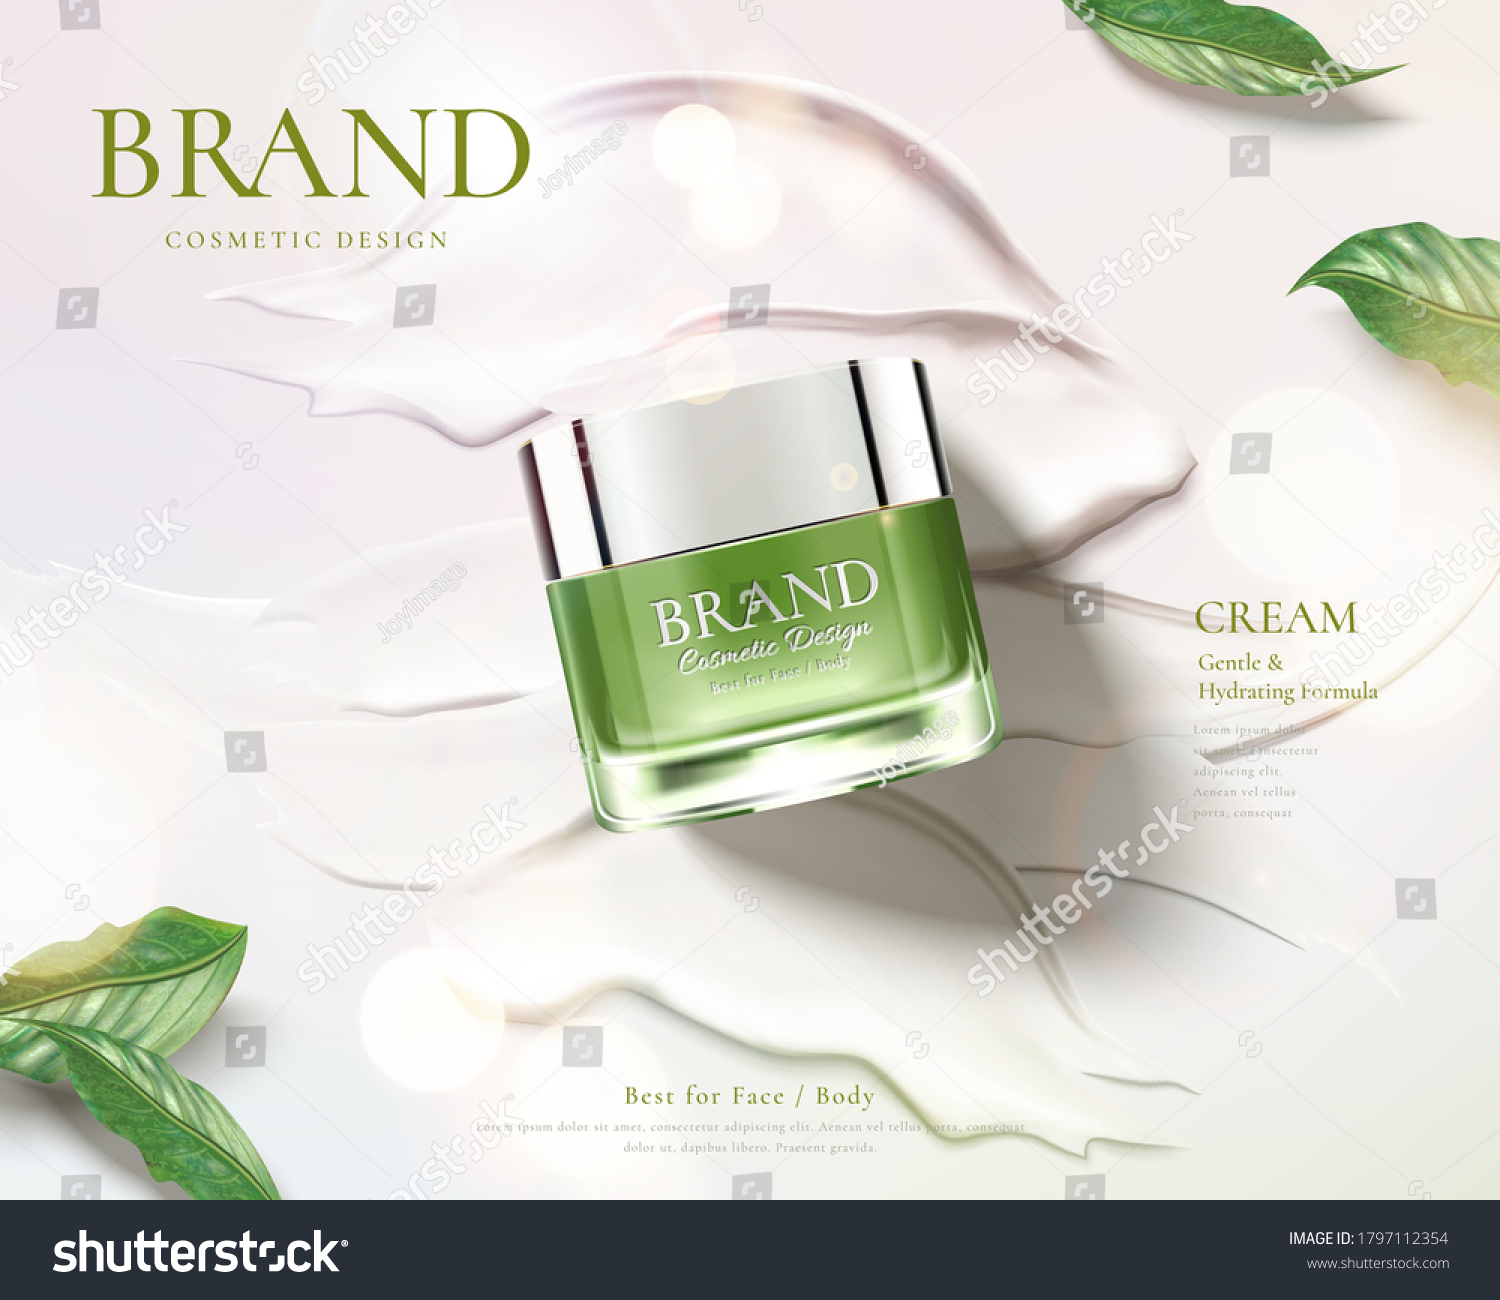 BRAND
COSMETIC DESIGN
BRAND
Cosmetic Design
Best for Face / Body
CREAM
Gentle &
Hydrating Formula
Lorem ipsum dolor
sit amet, consectetur
adipiscing elit.
Aenean vel tellus
porta, consequat
Best for Face / Body
Lorem ipsum dolor sit amet, consectetur adipiscing elit. Aenean vel tellus porta, consequat
dolor ut, dapibus libero. Praesent gravida.
shutterstock
JoyImage
shutterstock
IMAGE ID: 1797112354
www.shutterstock.com